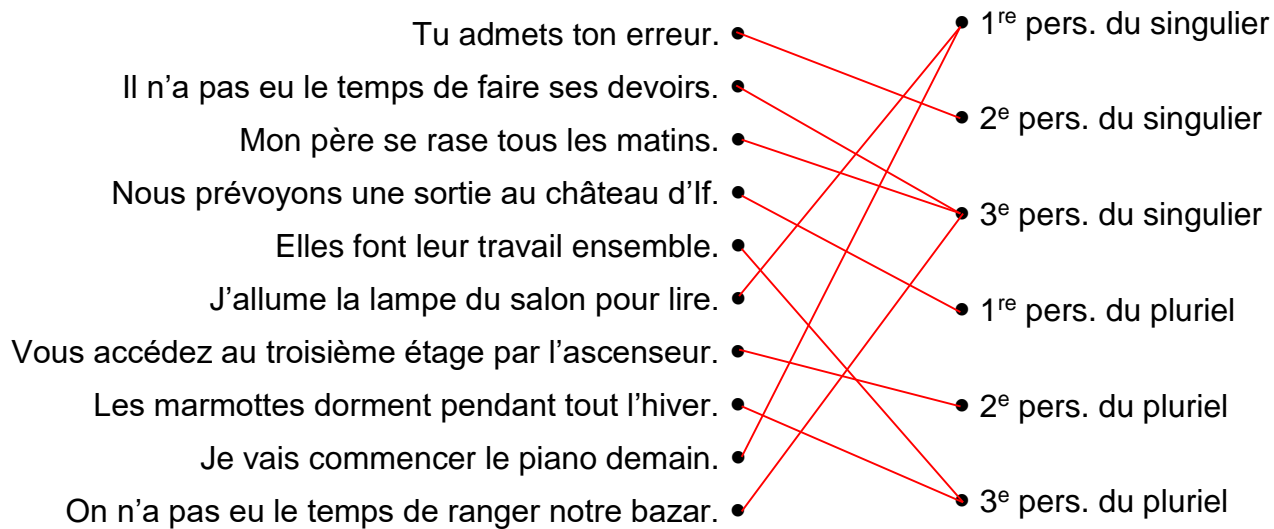 Tu admets ton erreur.
Il n’a pas eu le temps de faire ses devoirs.
Mon père se rase tous les matins.
Nous prévoyons une sortie au château d’If.
Elles font leur travail ensemble.
J’allume la lampe du salon pour lire.
Vous accédez au troisième étage par l’ascenseur.
Les marmottes dorment pendant tout l’hiver.
Je vais commencer le piano demain.
On n’a pas eu le temps de ranger notre bazar.
1re pers. du singulier
2e pers. du singulier
3e pers. du singulier
1re pers. du pluriel
2e pers. du pluriel
3e pers. du pluriel